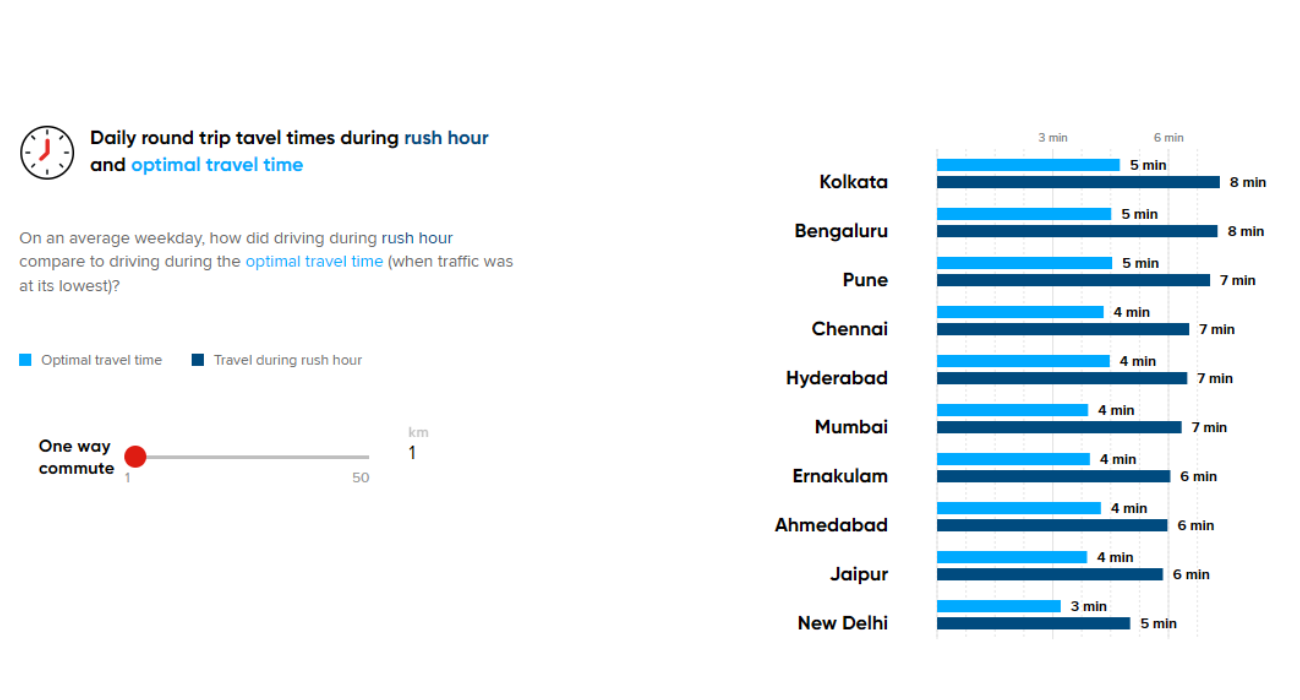 Daily round trip tavel times during rush hour
and optimal travel time
On an average weekday, how did driving during rush hour
compare to driving during the optimal travel time (when traffic was
at its lowest)?
Optimal travel time Travel during rush hour
One way
commute
1
50
km
1
3 min 6 min
Kolkata
5 min
8 min
Bengaluru
5 min
8 min
Pune
5 min
7 min
Chennai
4 min
7 min
Hyderabad
4 min
7 min
Mumbai
4 min
7 min
Ernakulam
4 min
6 min
Ahmedabad
4 min
6 min
Jaipur
4 min
6 min
New Delhi
3 min
5 min